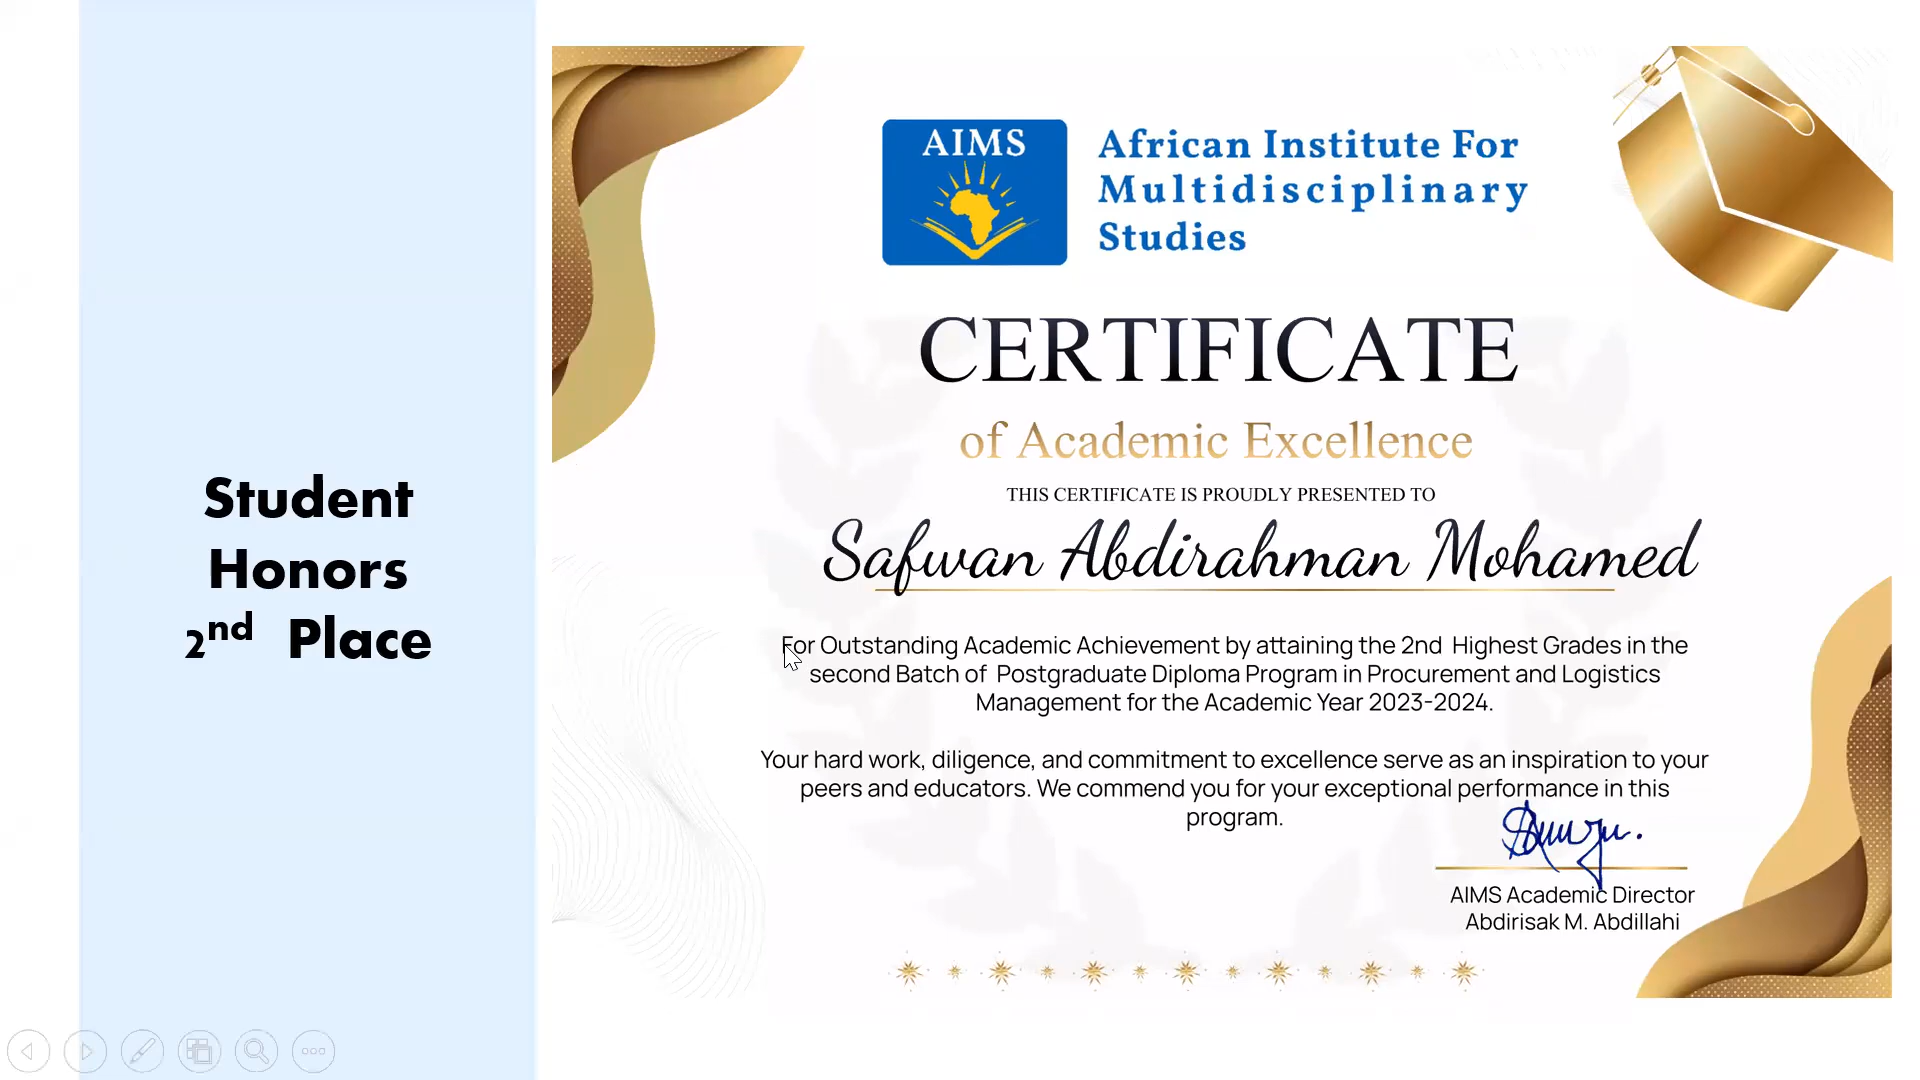 Student
Honors
2nd Place
AIMS
African Institute For
Multidisciplinary
Studies
CERTIFICATE
of Academic Excellence
THIS CERTIFICATE IS PROUDLY PRESENTED TO
Safwan Abdirahman Mohamed
For Outstanding Academic Achievement by attaining the 2nd Highest Grades in the
second Batch of Postgraduate Diploma Program in Procurement and Logistics
Management for the Academic Year 2023-2024.
Your hard work, diligence, and commitment to excellence serve as an inspiration to your
peers and educators. We commend you for your exceptional performance in this
program.
AIMS Academic Director
Abdirisak M. Abdillahi